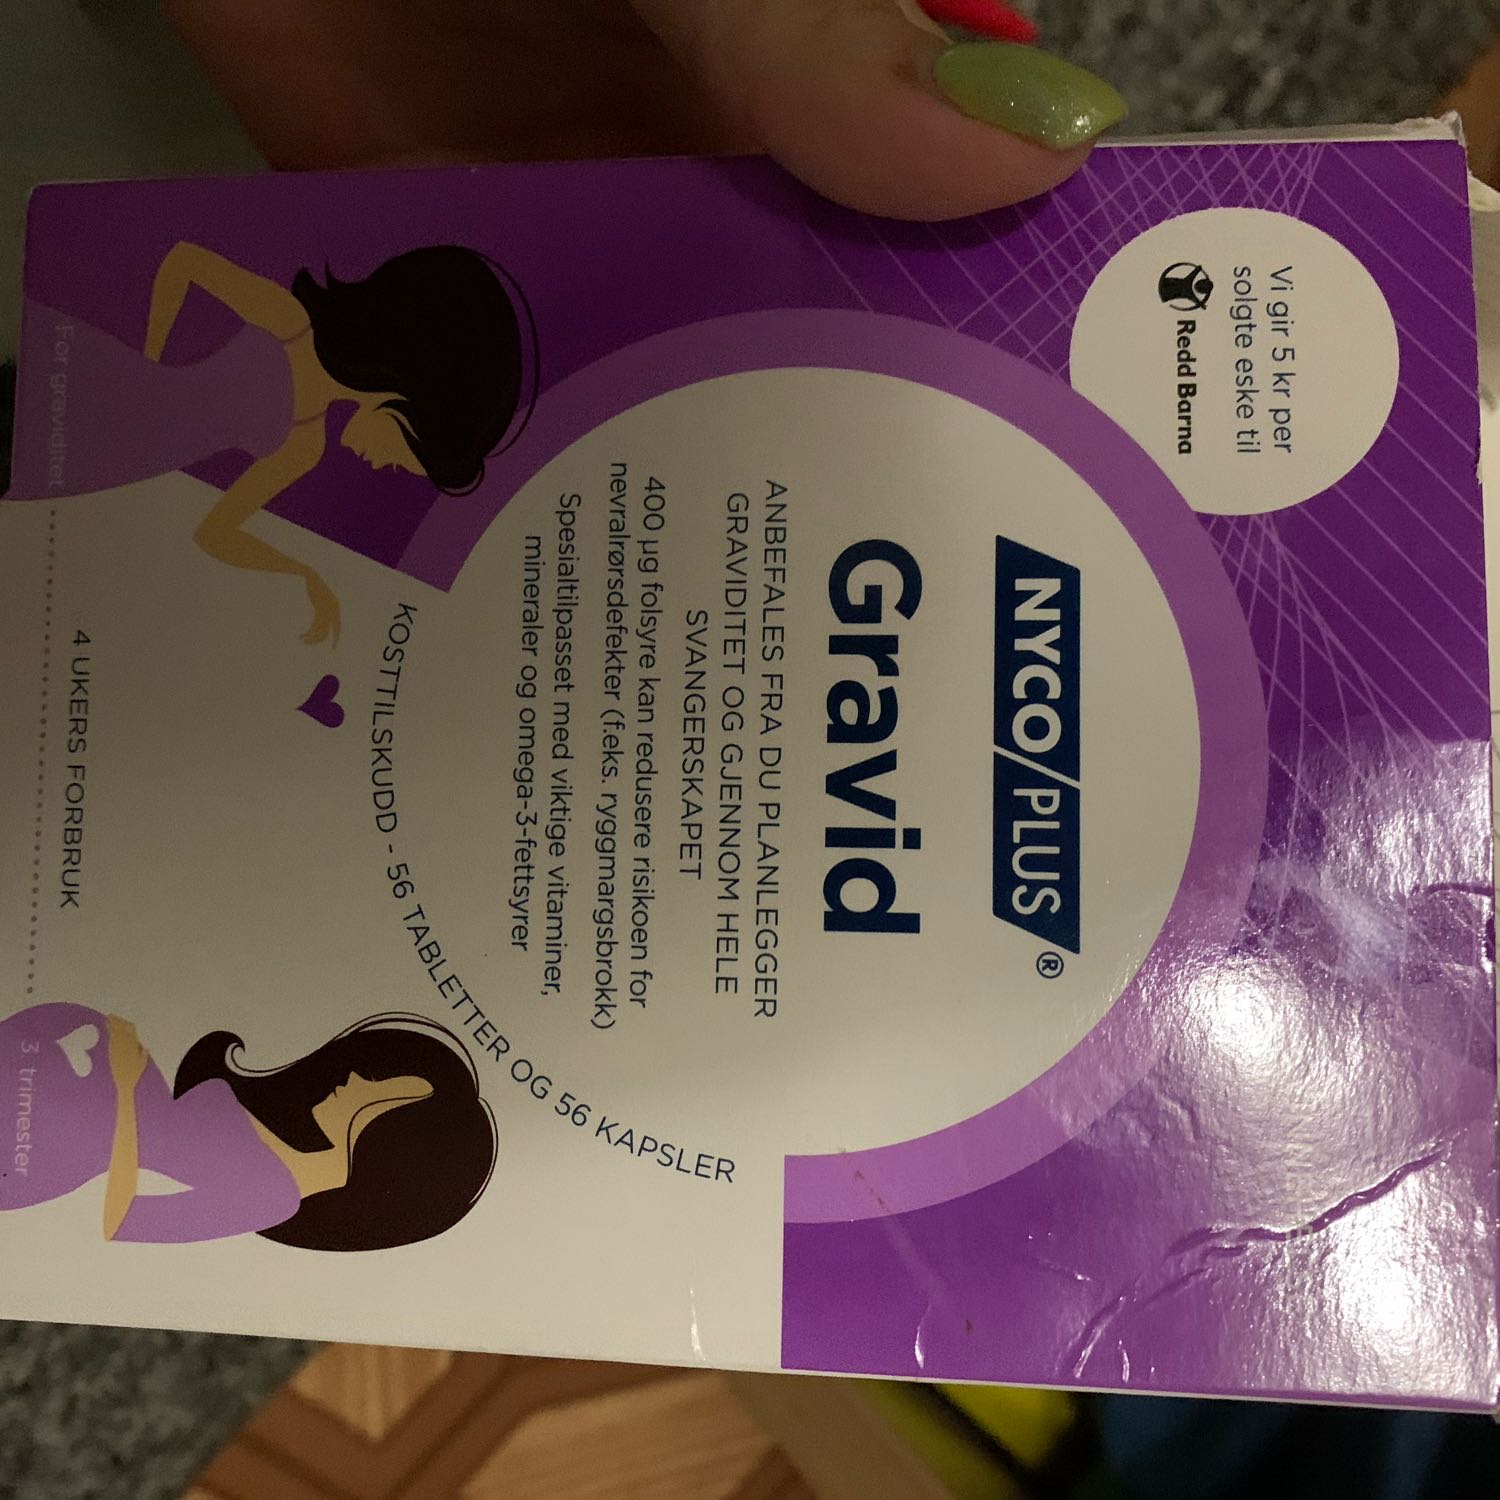 Vi gir 5 kr per
solgte eske til
Redd Barna
NYCO/PLUS®
Gravid
ANBEFALES FRA DU PLANLEGGER
GRAVIDITET OG GJENNOM HELE
SVANGERSKAPET
400 µg folsyre kan redusere risikoen for
nevralrørsdefekter (f.eks. ryggmargsbrokk)
Spesialtilpasset med viktige vitaminer,
mineraler og omega-3-fettsyrer
KOSTTILSKUDD - 56 TABLETTER OG 56 KAPSLER
4 UKERS FORBRUK
Før graviditet
3 trimester